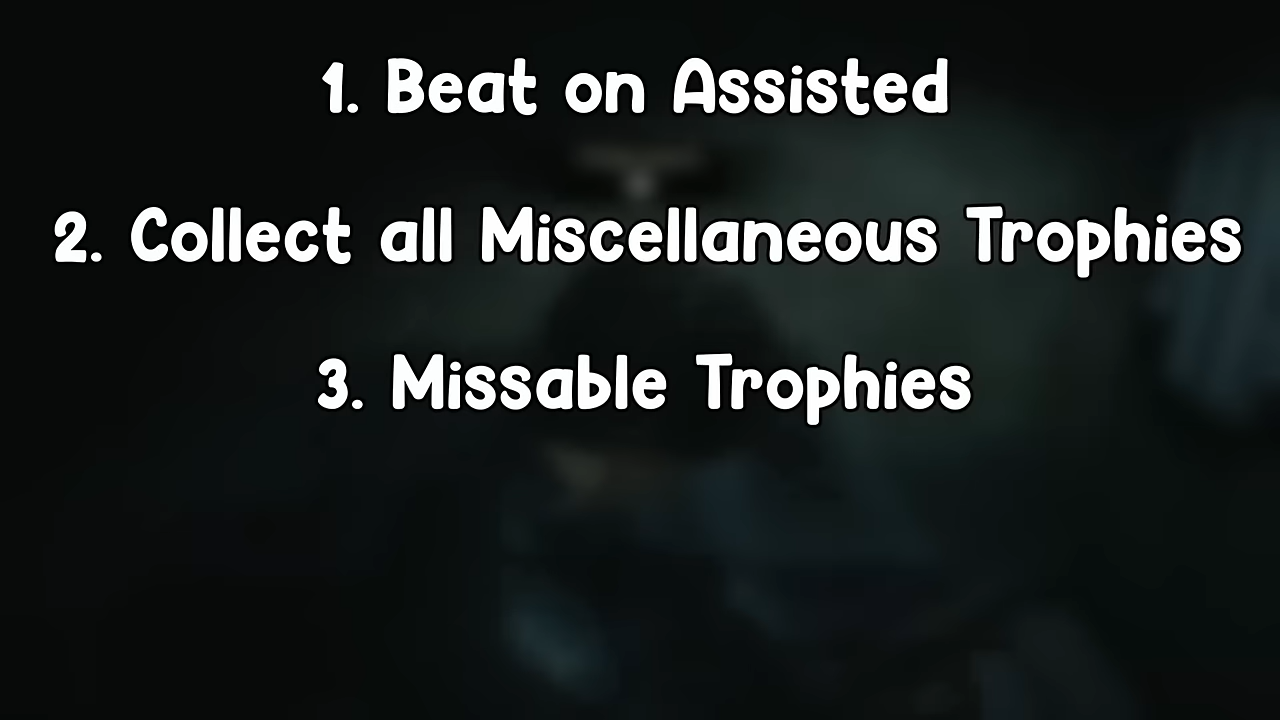 1. Beat on Assisted
2. Collect all Miscellaneous Trophies
3. Missable Trophies